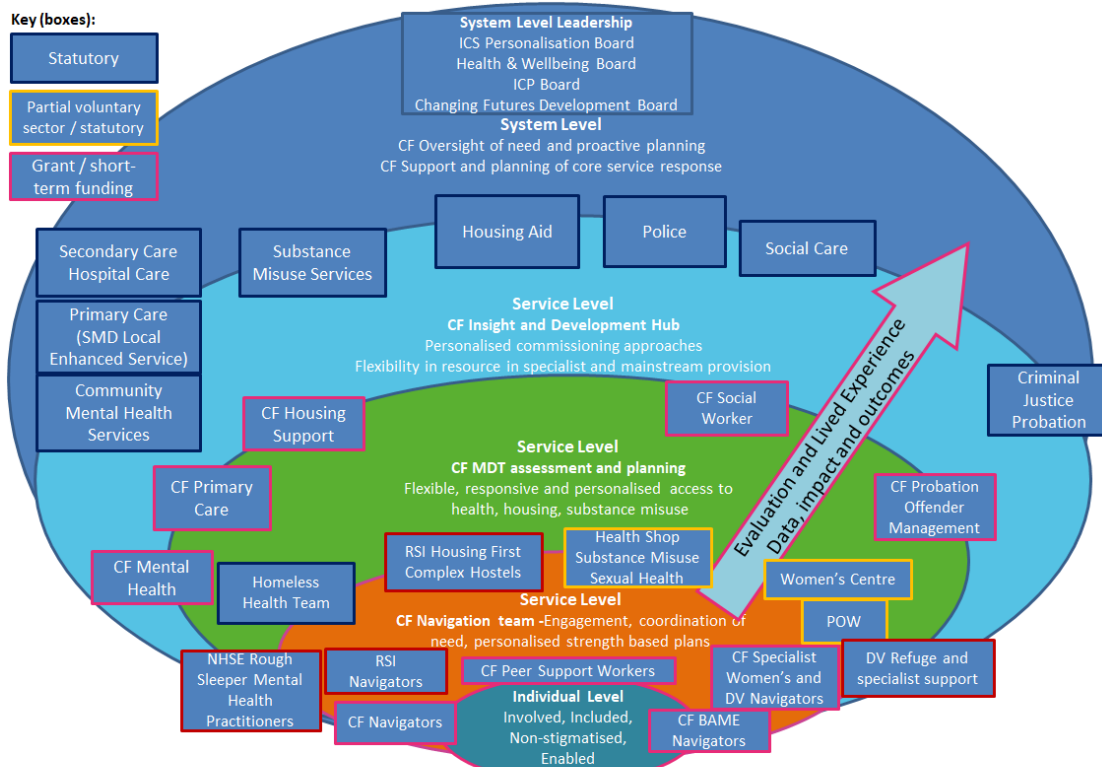 Key (boxes):
Statutory
Partial voluntary
sector / statutory
Grant / short-
term funding
System Level Leadership
ICS Personalisation Board
Health & Wellbeing Board
ICP Board
Changing Futures Development Board
System Level
CF Oversight of need and proactive planning
CF Support and planning of core service response
Secondary Care
Hospital Care
Substance
Misuse Services
Housing Aid
Police
Social Care
Primary Care
(SMD Local
Enhanced Service)
Community
Mental Health
Services
Service Level
CF Insight and Development Hub
Personalised commissioning approaches
Flexibility in resource in specialist and mainstream provision
Evaluation and Lived Experience
Data, impact and outcomes
Criminal
Justice
Probation
CF Housing
Support
CF Social
Worker
Service Level
CF MDT assessment and planning
Flexible, responsive and personalised access to
health, housing, substance misuse
CF Primary
Care
CF Probation
Offender
Management
CF Mental
Health
Homeless
Health Team
RSI Housing First
Complex Hostels
Health Shop
Substance Misuse
Sexual Health
Women's Centre
POW
Service Level
CF Navigation team -Engagement, coordination of
need, personalised strength based plans
NHSE Rough
Sleeper Mental
Health
Practitioners
RSI
Navigators
CF Peer Support Workers
CF Specialist
Women's and
DV Navigators
DV Refuge and
specialist support
CF Navigators
Individual Level
Involved, Included,
Non-stigmatised,
Enabled
CF BAME
Navigators